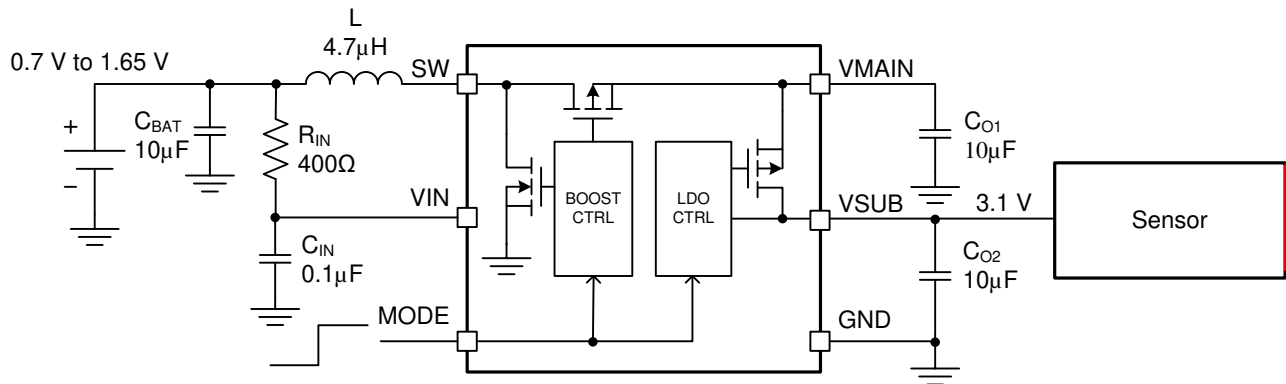 L
4.7μH
0.7 V to 1.65 V
SW
VMAIN
+
−
C_BAT
10μF
R_IN
400Ω
C_O1
10μF
BOOST
CTRL
LDO
CTRL
VIN
VSUB
3.1 V
Sensor
C_IN
0.1μF
C_O2
10μF
MODE
GND